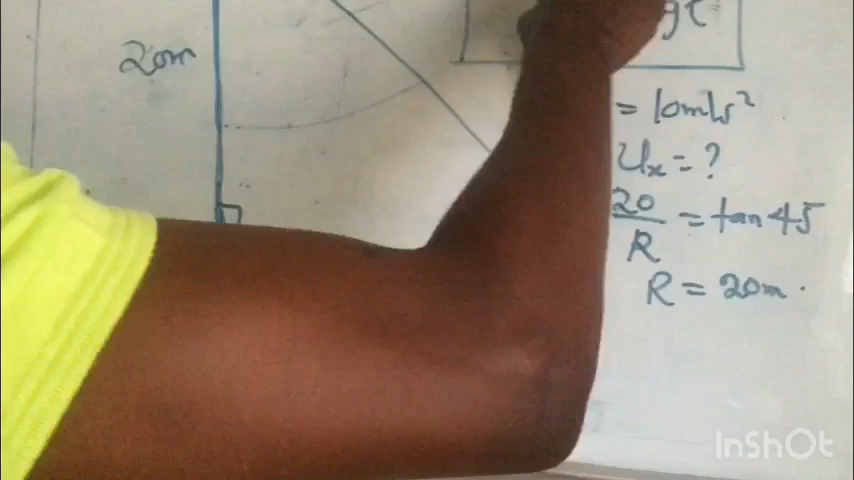 20m
= 10m/s²
Ux = ?
20/R = tan 45
R = 20m.
InShOt